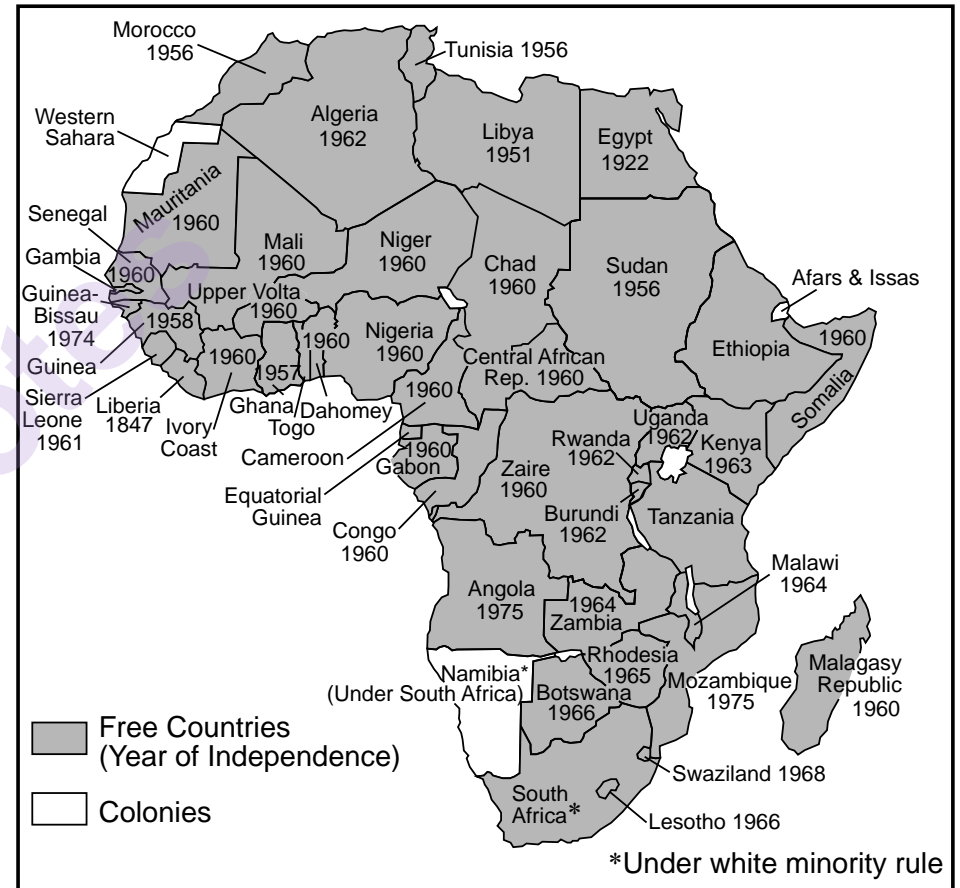 Morocco
1956
Tunisia 1956
Algeria
1962
Libya
1951
Egypt
1922
Western
Sahara
Mauritania
1960
Mali
1960
Niger
1960
Chad
1960
Sudan
1956
Senegal
1960
Gambia
Guinea-
Bissau
1974
Upper Volta
1960
1958
Guinea
Nigeria
1960
1960
1960
1957
Afars & Issas
Ethiopia
1960
Somalia
Central African
Rep. 1960
Sierra
Leone
1961
Liberia
1847
Ivory
Coast
Ghana
Togo
Dahomey
Cameroon
1960
Equatorial
Guinea
1960
Gabon
Congo
1960
Zaire
1960
Rwanda
1962
Uganda
1962
Kenya
1963
Burundi
1962
Tanzania
Malawi
1964
Angola
1975
1964
Zambia
Rhodesia
1965
Namibia*
(Under South Africa)
Botswana
1966
Mozambique
1975
Malagasy
Republic
1960
Free Countries
(Year of Independence)
Colonies
South
Africa*
Swaziland 1968
Lesotho 1966
*Under white minority rule
otes